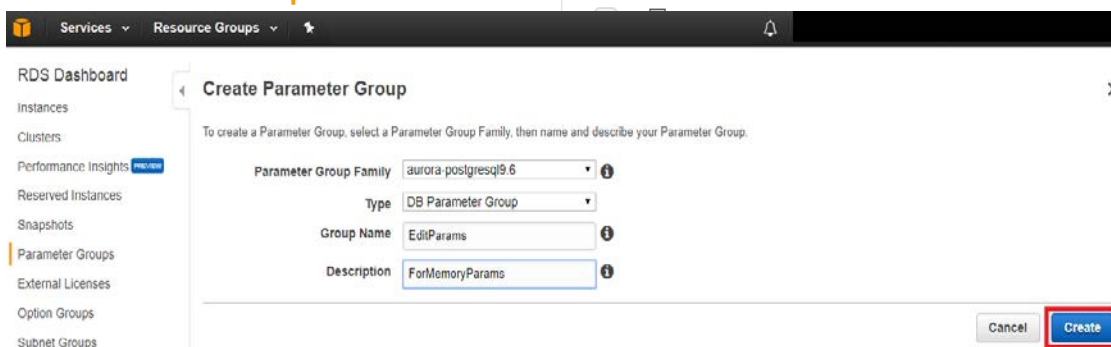 Services Resource Groups
RDS Dashboard
Instances
Clusters
Performance Insights PREVIEW
Reserved Instances
Snapshots
Parameter Groups
External Licenses
Option Groups
Subnet Groups
Create Parameter Group
To create a Parameter Group, select a Parameter Group Family, then name and describe your Parameter Group.
Parameter Group Family aurora-postgresql9.6
Type DB Parameter Group
Group Name EditParams
Description ForMemoryParams
Cancel Create